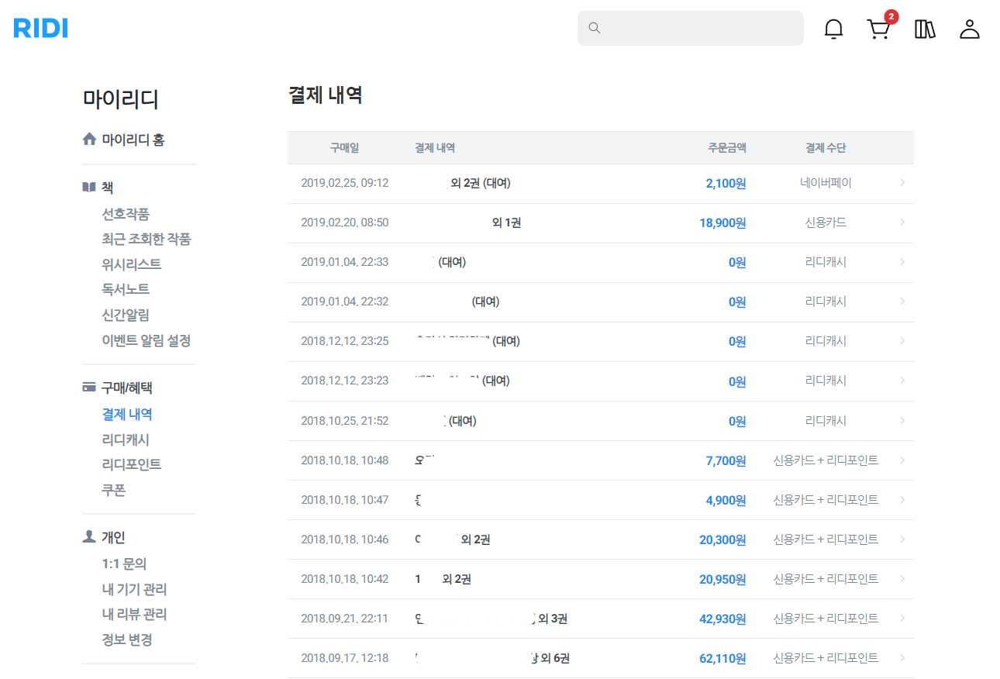 RIDI
2
마이리디
마이리디 홈
책
선호작품
최근 조회한 작품
위시리스트
독서노트
신간알림
이벤트 알림 설정
구매/혜택
결제 내역
리디캐시
리디포인트
쿠폰
개인
1:1 문의
내 기기 관리
내 리뷰 관리
정보 변경
결제 내역
구매일 결제 내역 주문금액 결제 수단
2019.02.25. 09:12 외 2권 (대여) 2,100원 네이버페이
2019.02.20. 08:50 외 1권 18,900원 신용카드
2019.01.04. 22:33 (대여) 0원 리디캐시
2019.01.04. 22:32 (대여) 0원 리디캐시
2018.12.12. 23:25 (대여) 0원 리디캐시
2018.12.12. 23:23 (대여) 0원 리디캐시
2018.10.25. 21:52 (대여) 0원 리디캐시
2018.10.18. 10:48 7,700원 신용카드 + 리디포인트
2018.10.18. 10:47 4,900원 신용카드 + 리디포인트
2018.10.18. 10:46 외 2권 20,300원 신용카드 + 리디포인트
2018.10.18. 10:42 1 외 2권 20,950원 신용카드 + 리디포인트
2018.09.21. 22:11 외 3권 42,930원 신용카드 + 리디포인트
2018.09.17. 12:18 외 6권 62,110원 신용카드 + 리디포인트